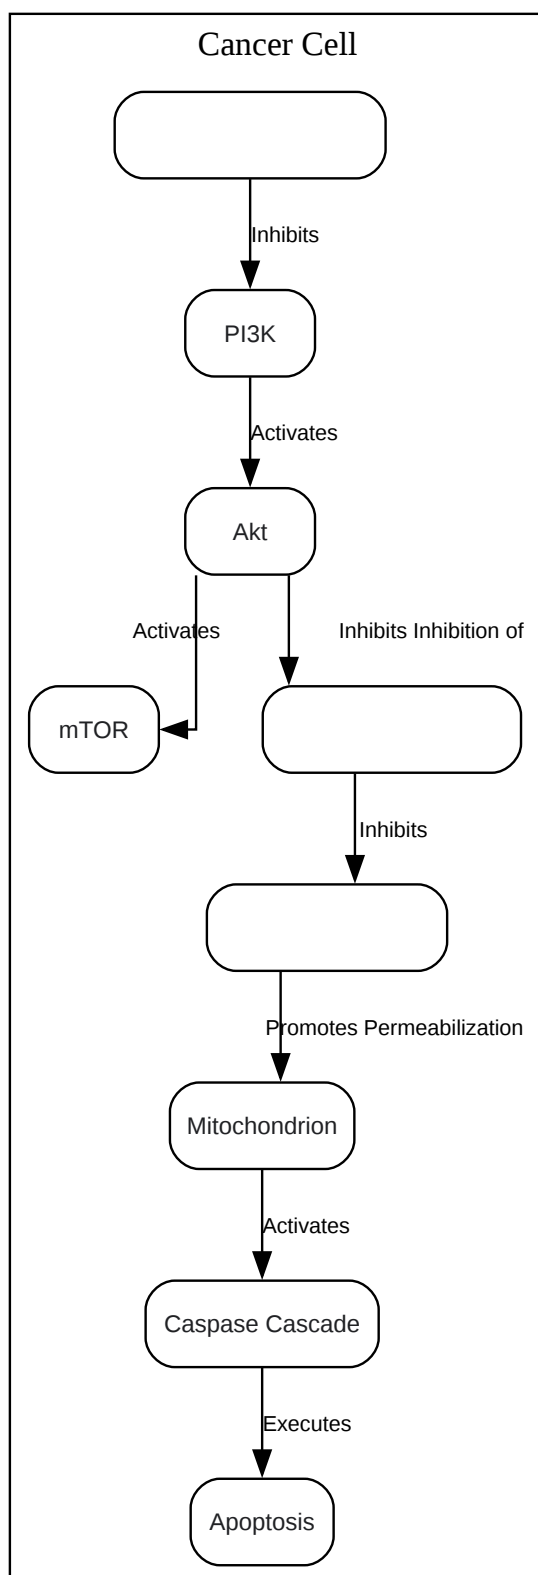 Cancer Cell
Inhibits
PI3K
Activates
Akt
Activates
Inhibits Inhibition of
mTOR
Inhibits
Promotes Permeabilization
Mitochondrion
Activates
Caspase Cascade
Executes
Apoptosis